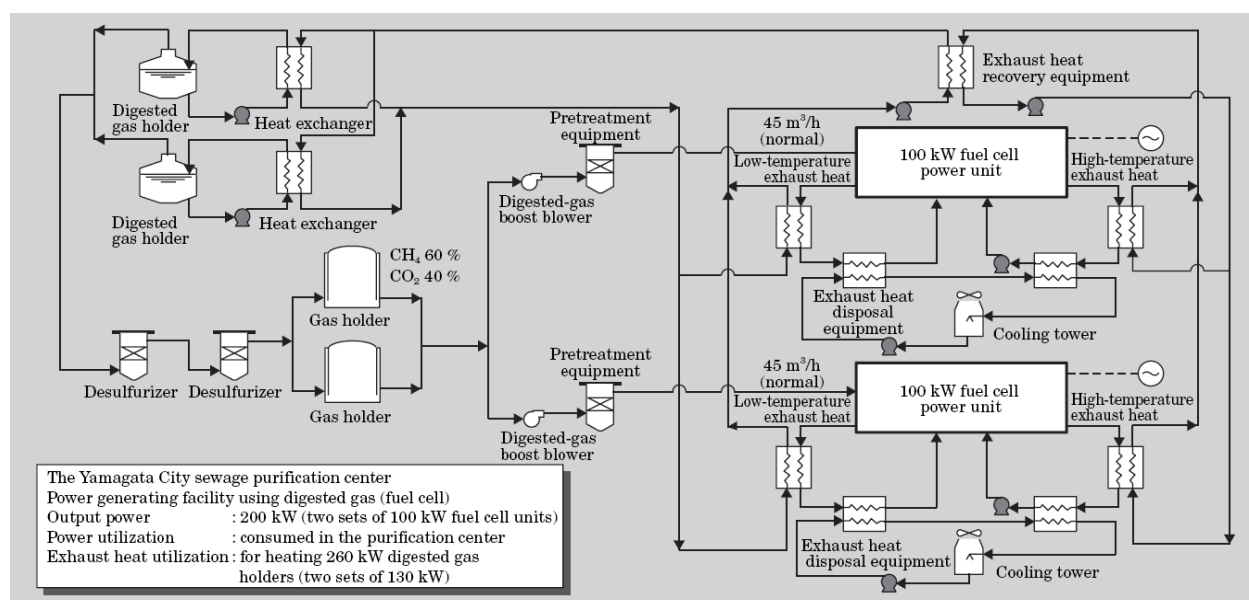 Digested
gas holder
Heat exchanger
Digested
gas holder
Heat exchanger
Exhaust heat
recovery equipment
Pretreatment
equipment
45 m³/h
(normal)
Low-temperature
exhaust heat
100 kW fuel cell
power unit
High-temperature
exhaust heat
Digested-gas
boost blower
CH₄ 60 %
CO₂ 40 %
Gas holder
Exhaust heat
disposal
equipment
Cooling tower
Desulfurizer
Desulfurizer
Gas holder
Pretreatment
equipment
45 m³/h
(normal)
Low-temperature
exhaust heat
100 kW fuel cell
power unit
High-temperature
exhaust heat
Digested-gas
boost blower
Exhaust heat
disposal equipment
Cooling tower
The Yamagata City sewage purification center
Power generating facility using digested gas (fuel cell)
Output power : 200 kW (two sets of 100 kW fuel cell units)
Power utilization : consumed in the purification center
Exhaust heat utilization : for heating 260 kW digested gas
holders (two sets of 130 kW)